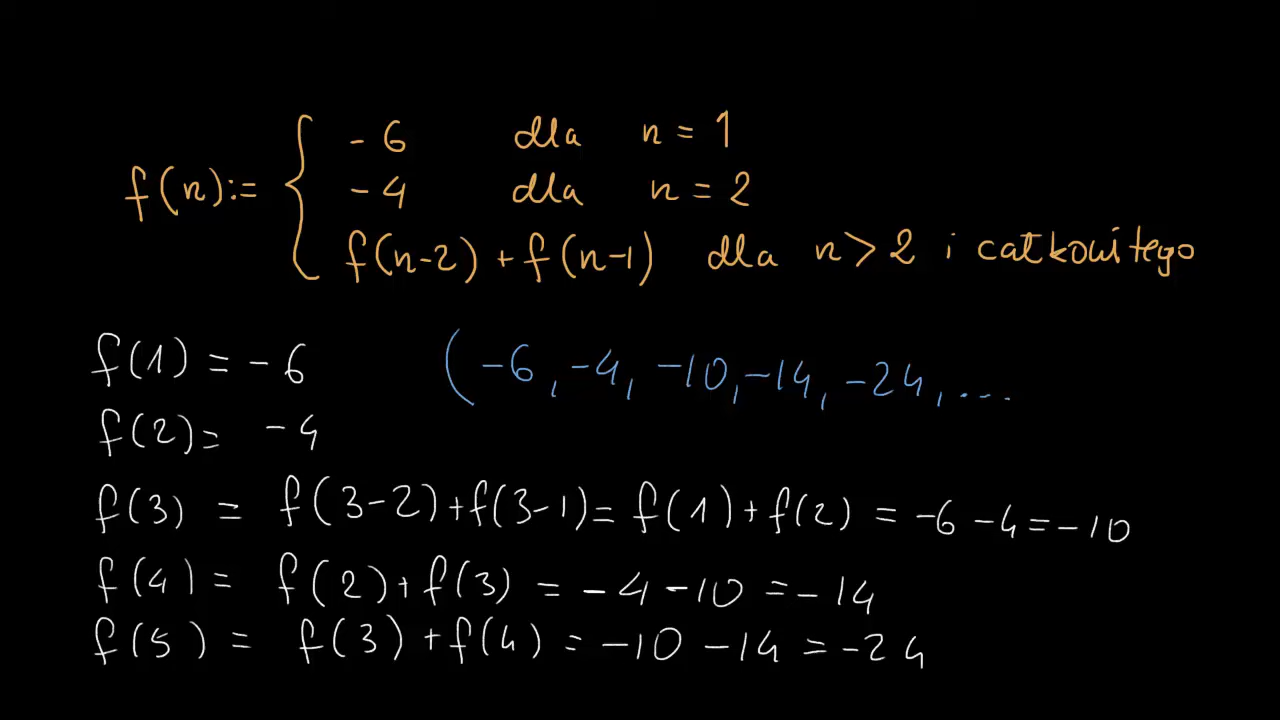 - 6 dla n = 1
f(n):= { - 4 dla n = 2
f(n-2) + f(n-1) dla n > 2 i całkowitego
f(1) = - 6 (-6, -4, -10, -14, -24, ...
f(2) = - 4
f(3) = f(3-2)+f(3-1)= f(1)+f(2) = -6 -4 = -10
f(4) = f(2)+f(3) = -4 -10 = -14
f(5) = f(3)+f(4) = -10 -14 = -24